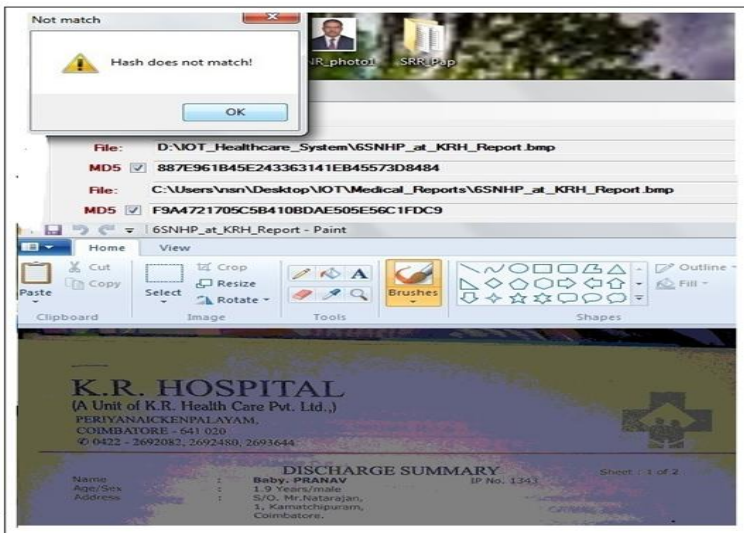 Not match
Hash does not match!
OK
NR_photo1
SRR_Pap
File: D:\IOT_Healthcare_System\6SNHP_at_KRH_Report.bmp
MD5 887E961B45E243363141EB45573D8484
File: C:\Users\nsn\Desktop\IOT\Medical_Reports\6SNHP_at_KRH_Report.bmp
MD5 F9A4721705C5B410BDAE505E56C1FDC9
6SNHP_at_KRH_Report - Paint
Home View
Paste
Cut
Copy
Select
Crop
Resize
Rotate
A
Brushes
Outline
Fill
Clipboard Image Tools Shapes
K.R. HOSPITAL
(A Unit of K.R. Health Care Pvt. Ltd.,)
PERIYANAICKENPALAYAM,
COIMBATORE - 641 020
✆ 0422 - 2692082, 2692480, 2693644
DISCHARGE SUMMARY
Sheet : 1 of 2
Name : Baby. PRANAV IP No. 1343
Age/Sex : 1.9 Years/male
Address : S/O. Mr.Natarajan,
1, Kamatchipuram,
Coimbatore.